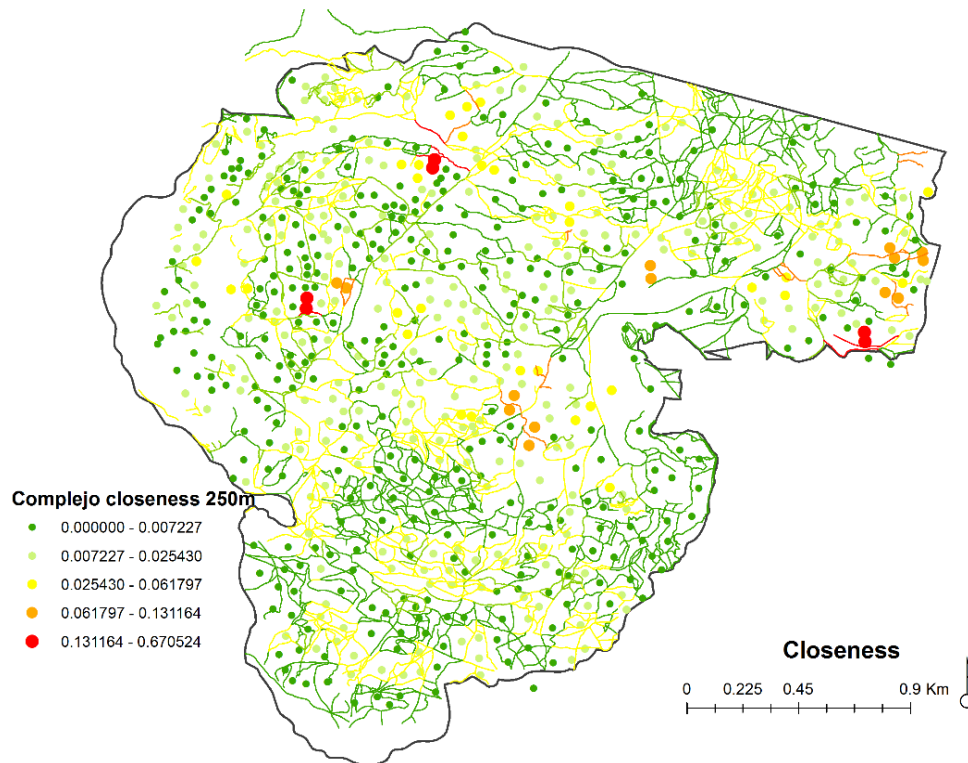 Complejo closeness 250m
0.000000 - 0.007227
0.007227 - 0.025430
0.025430 - 0.061797
0.061797 - 0.131164
0.131164 - 0.670524
Closeness
0 0.225 0.45 0.9 Km